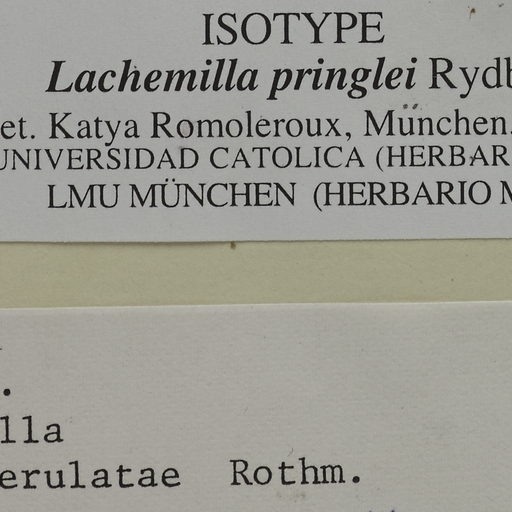 ISOTYPE
Lachemilla pringlei Rydb
et. Katya Romoleroux, München.
UNIVERSIDAD CATOLICA (HERBAR
LMU MÜNCHEN (HERBARIO M
.
lla
erulatae Rothm.